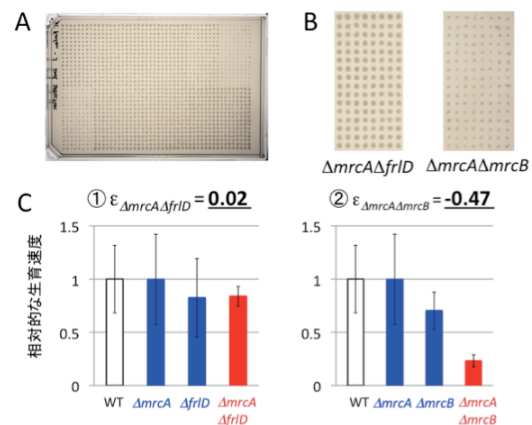 A
B
ΔmrcAΔfrlD
ΔmrcAΔmrcB
C
① ε ΔmrcAΔfrlD = 0.02
② ε ΔmrcAΔmrcB = -0.47
相対的な生育速度
1.5
1
0.5
0
WT
ΔmrcA
ΔfrlD
ΔmrcA
ΔfrlD
1.5
1
0.5
0
WT
ΔmrcA
ΔmrcB
ΔmrcA
ΔmrcB